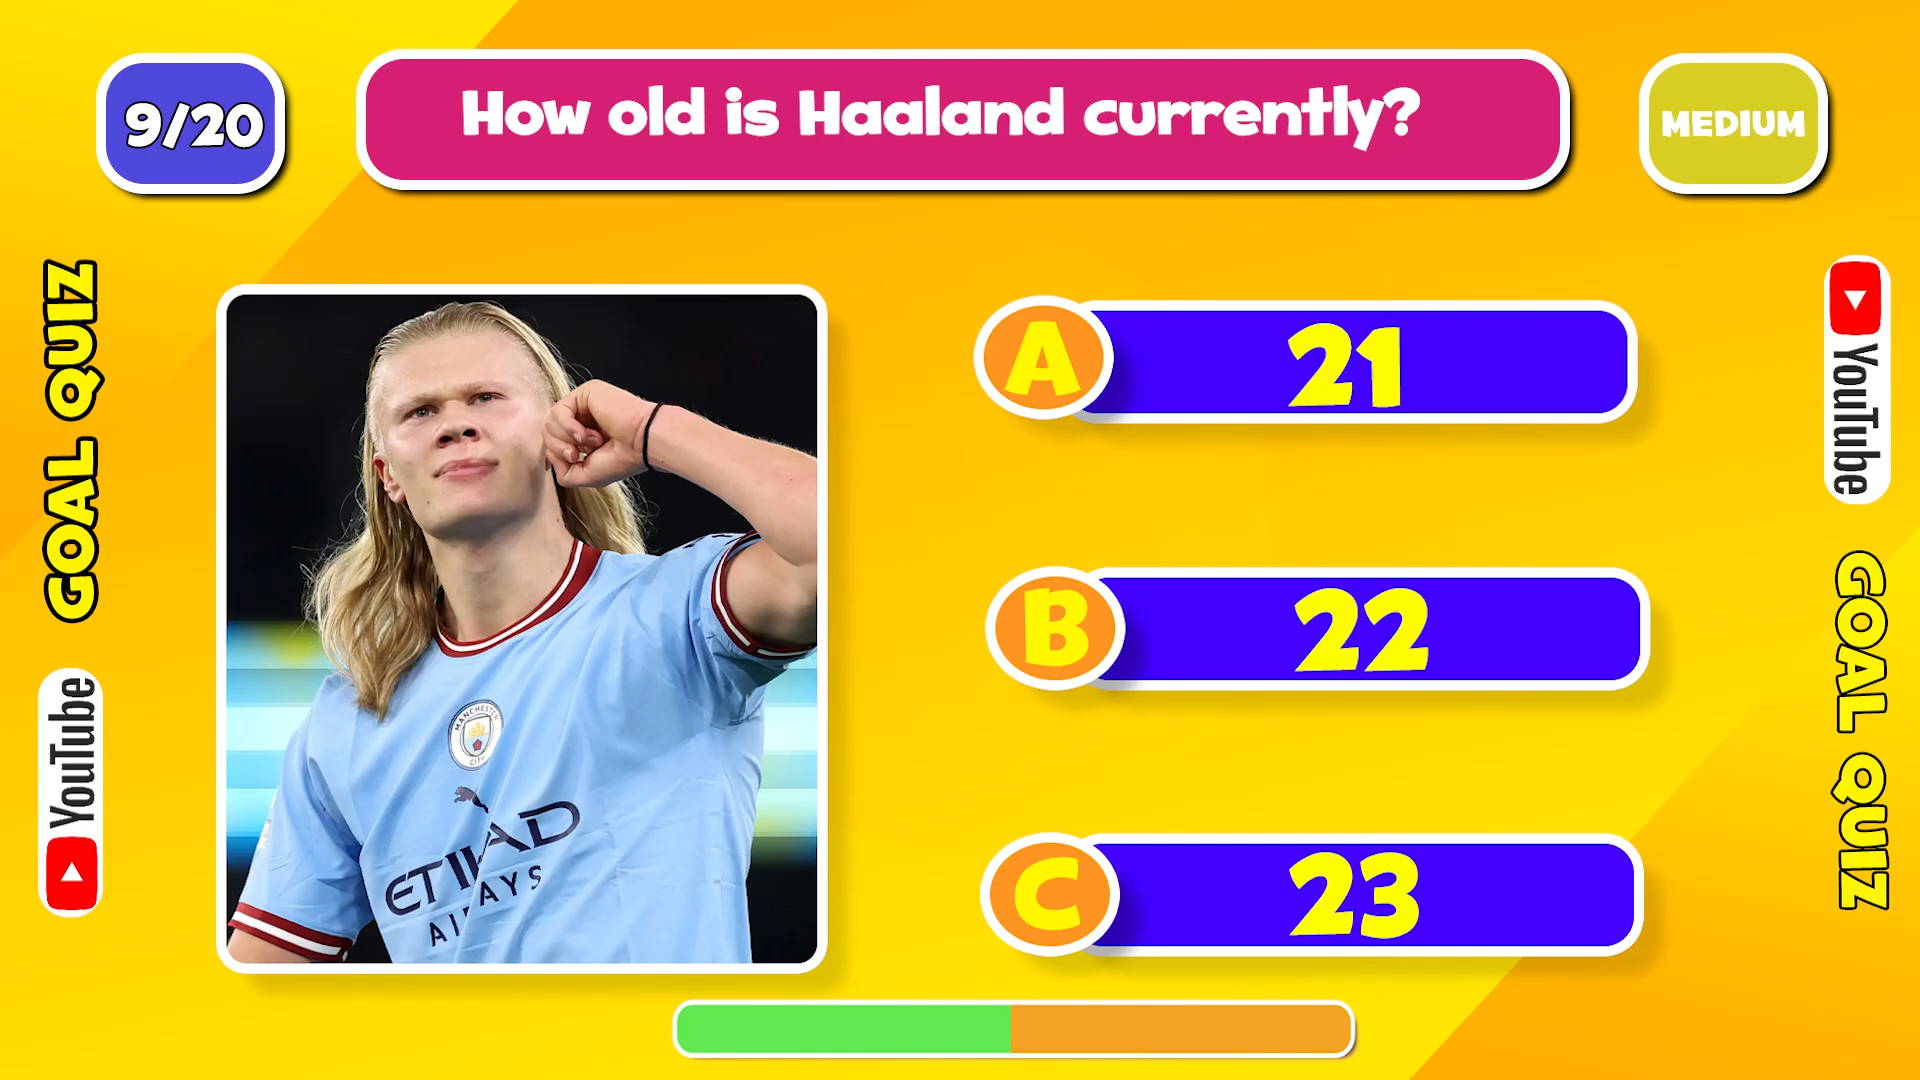 9/20
How old is Haaland currently?
MEDIUM
GOAL QUIZ
YouTube
A
21
B
22
C
23
MANCHESTER
CITY
ETIHAD
AIRWAYS
YouTube
GOAL QUIZ